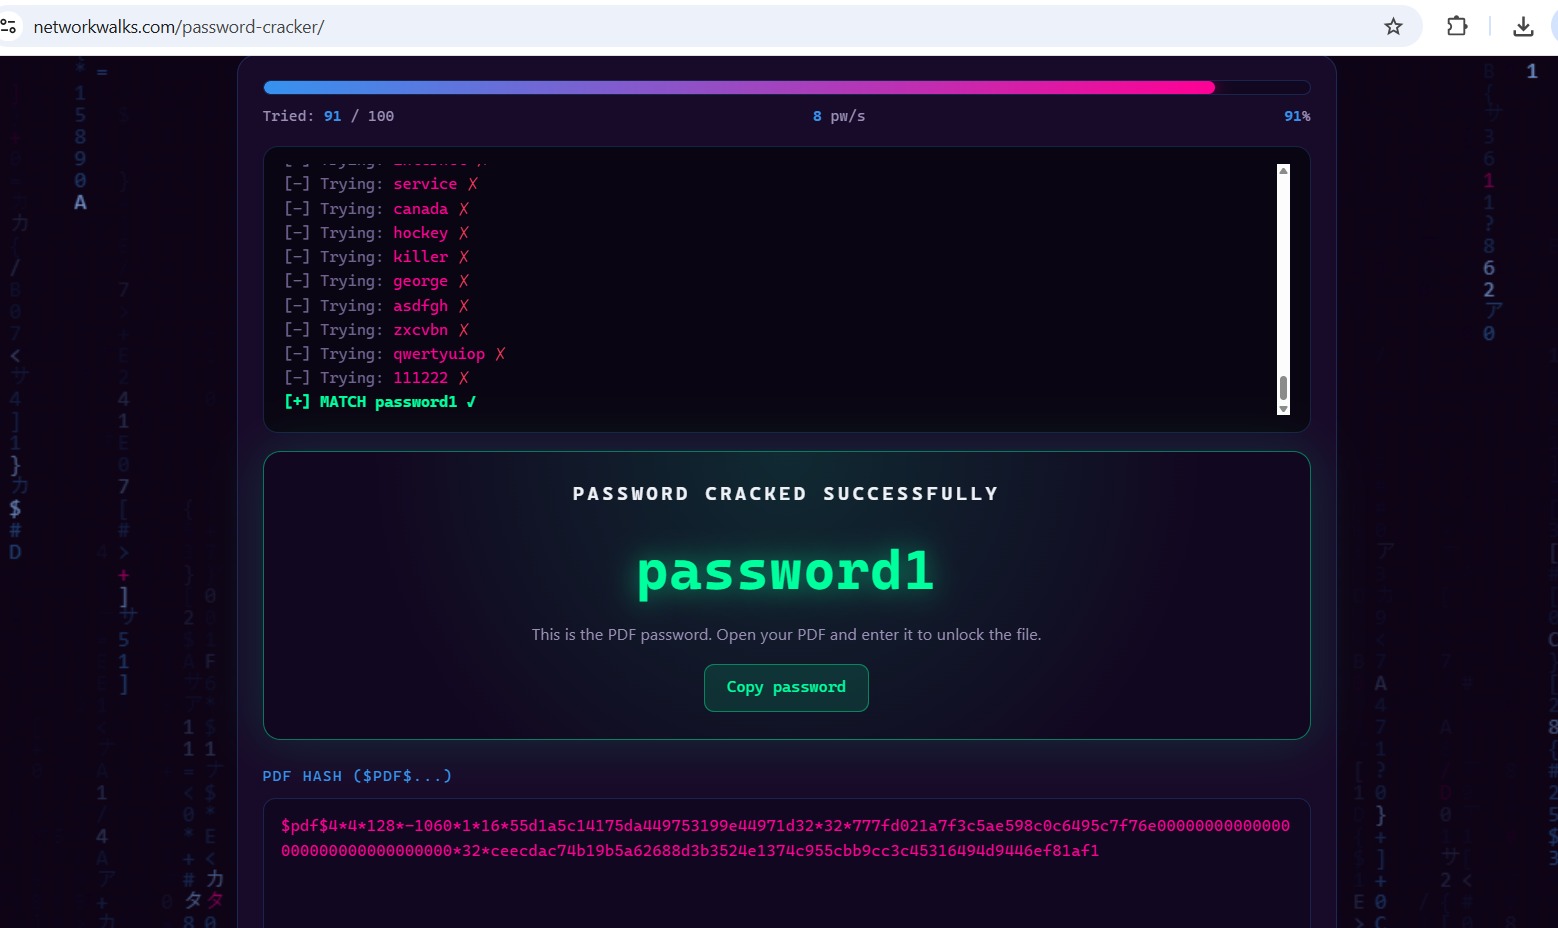 networkwalks.com/password-cracker/
Tried: 91 / 100
8 pw/s
91%
[-] Trying: service ✗
[-] Trying: canada ✗
[-] Trying: hockey ✗
[-] Trying: killer ✗
[-] Trying: george ✗
[-] Trying: asdfgh ✗
[-] Trying: zxcvbn ✗
[-] Trying: qwertyuiop ✗
[-] Trying: 111222 ✗
[+] MATCH password1 ✓
PASSWORD CRACKED SUCCESSFULLY
password1
This is the PDF password. Open your PDF and enter it to unlock the file.
Copy password
PDF HASH ($PDF$...)
$pdf$4*4*128*-1060*1*16*55d1a5c14175da449753199e44971d32*32*777fd021a7f3c5ae598c0c6495c7f76e00000000000000
000000000000000000*32*ceecdac74b19b5a62688d3b3524e1374c955cbb9cc3c45316494d9446ef81af1